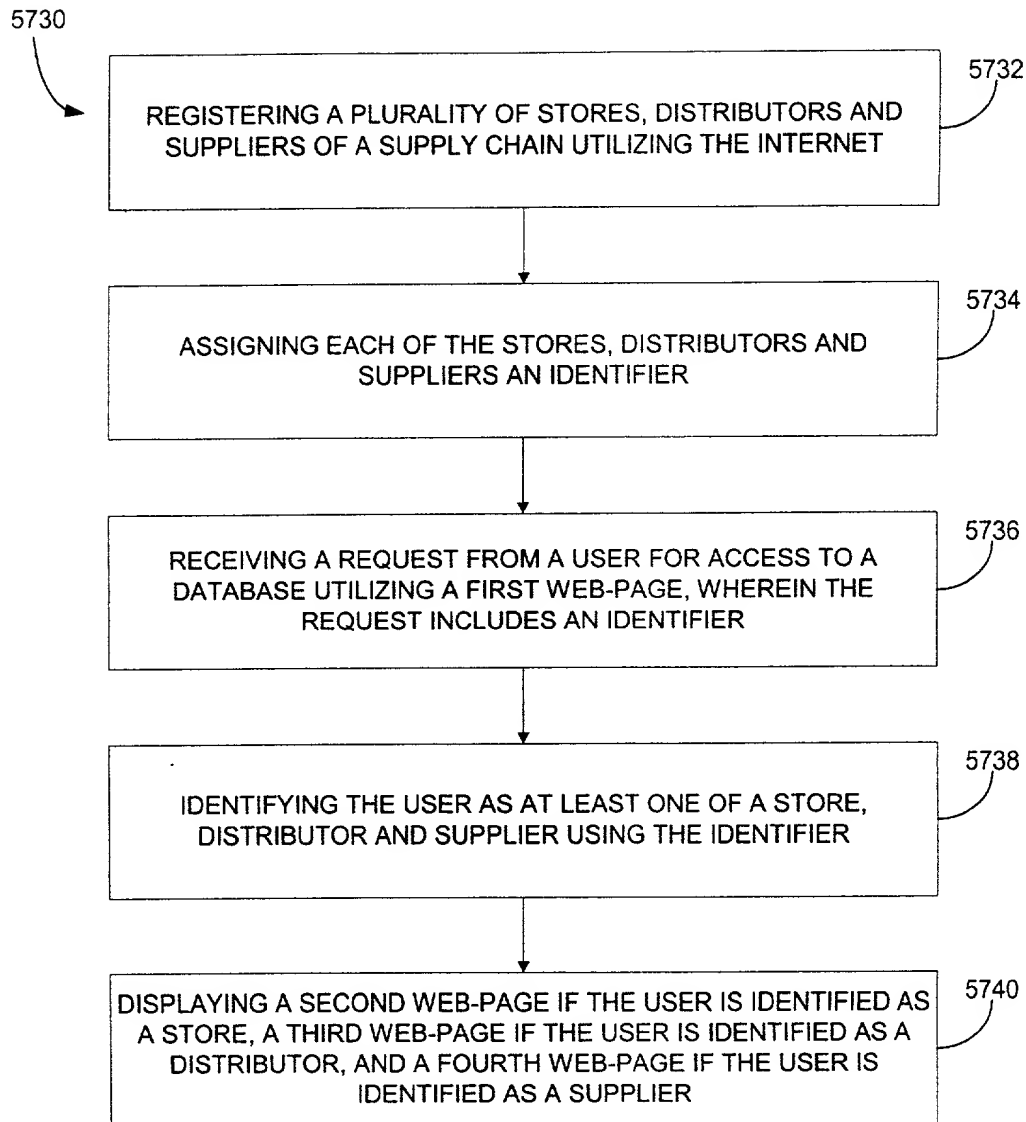 5730
5732
REGISTERING A PLURALITY OF STORES, DISTRIBUTORS AND
SUPPLIERS OF A SUPPLY CHAIN UTILIZING THE INTERNET
5734
ASSIGNING EACH OF THE STORES, DISTRIBUTORS AND
SUPPLIERS AN IDENTIFIER
5736
RECEIVING A REQUEST FROM A USER FOR ACCESS TO A
DATABASE UTILIZING A FIRST WEB-PAGE, WHEREIN THE
REQUEST INCLUDES AN IDENTIFIER
5738
IDENTIFYING THE USER AS AT LEAST ONE OF A STORE,
DISTRIBUTOR AND SUPPLIER USING THE IDENTIFIER
5740
DISPLAYING A SECOND WEB-PAGE IF THE USER IS IDENTIFIED AS
A STORE, A THIRD WEB-PAGE IF THE USER IS IDENTIFIED AS A
DISTRIBUTOR, AND A FOURTH WEB-PAGE IF THE USER IS
IDENTIFIED AS A SUPPLIER